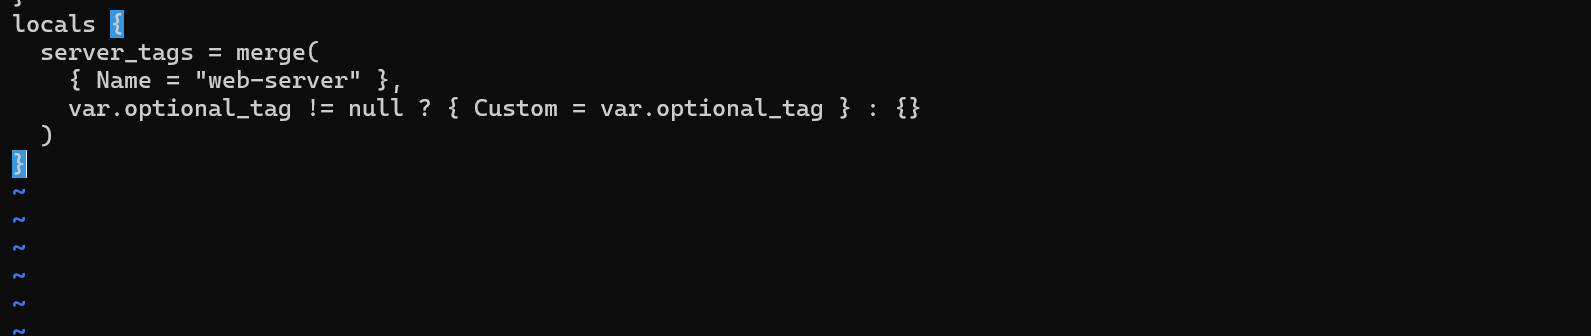 }
locals {
  server_tags = merge(
    { Name = "web-server" },
    var.optional_tag != null ? { Custom = var.optional_tag } : {}
  )
}
~
~
~
~
~
~